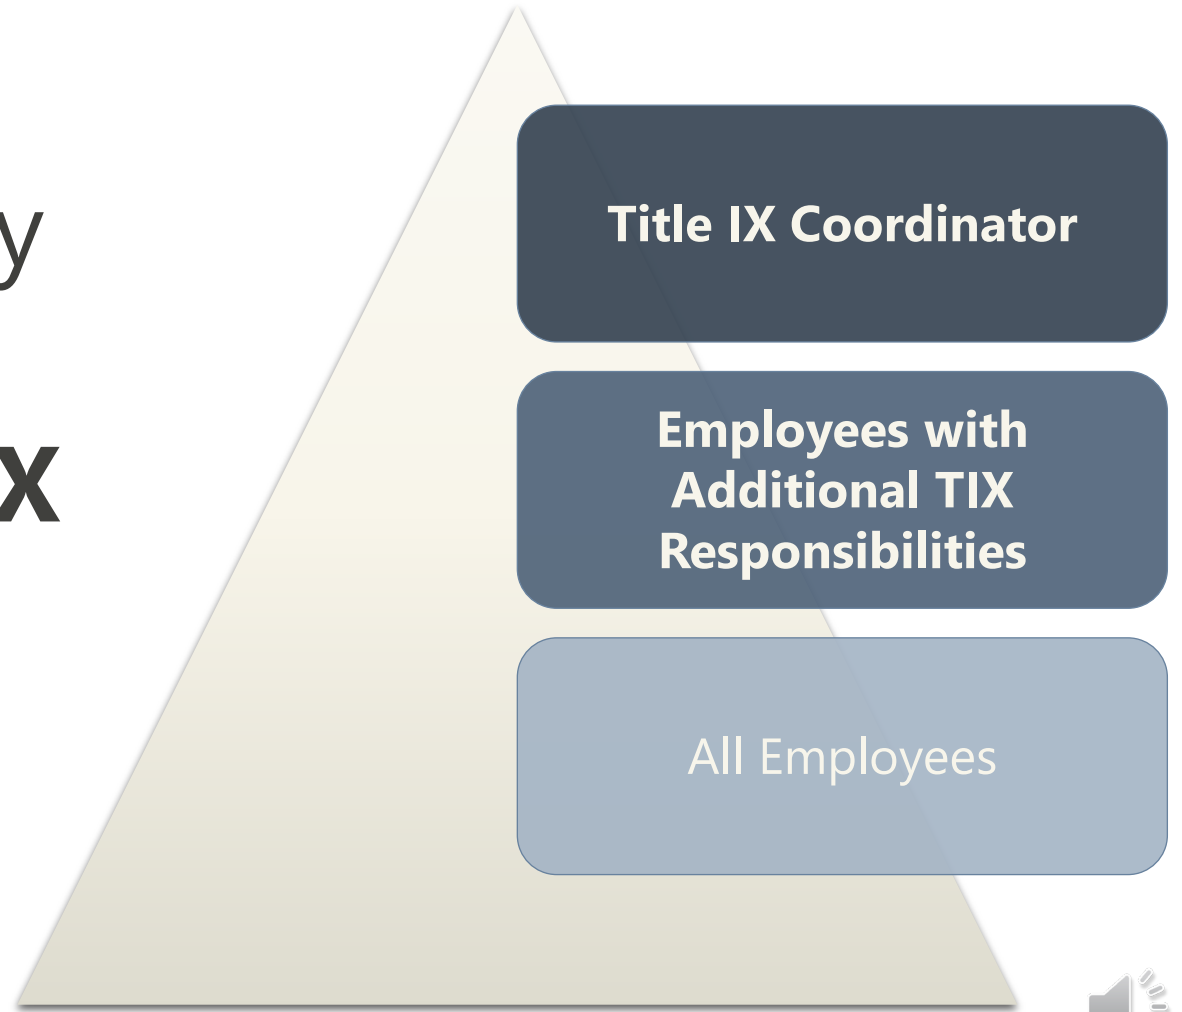 y
x
Title IX Coordinator
Employees with
Additional TIX
Responsibilities
All Employees